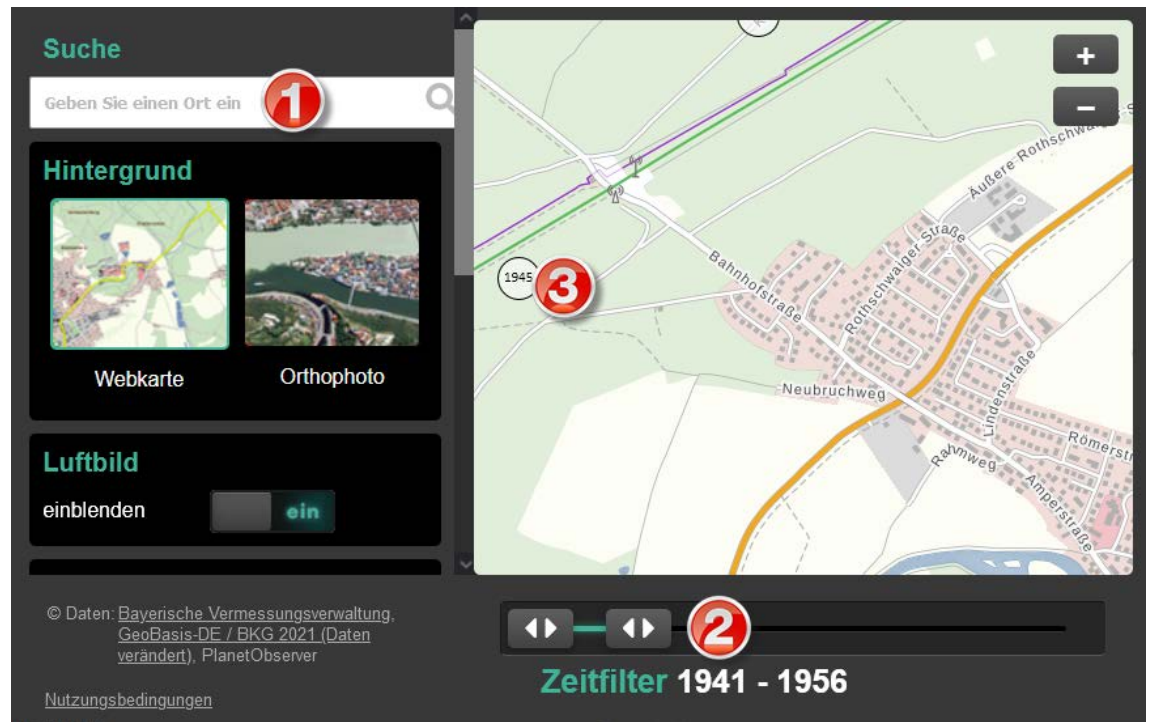 Suche
Geben Sie einen Ort ein
1
Hintergrund
Webkarte
Orthophoto
Luftbild
einblenden
ein
© Daten: Bayerische Vermessungsverwaltung,
GeoBasis-DE / BKG 2021 (Daten
verändert), PlanetObserver
Nutzungsbedingungen
+
−
Äußere-Rothschwaiger-S
Rothschwaiger Straße
Bahnhofstraße
1945
3
Neubruchweg
Lindenstraße
Römerstr
Rahmweg
Amperstraße
2
Zeitfilter 1941 - 1956